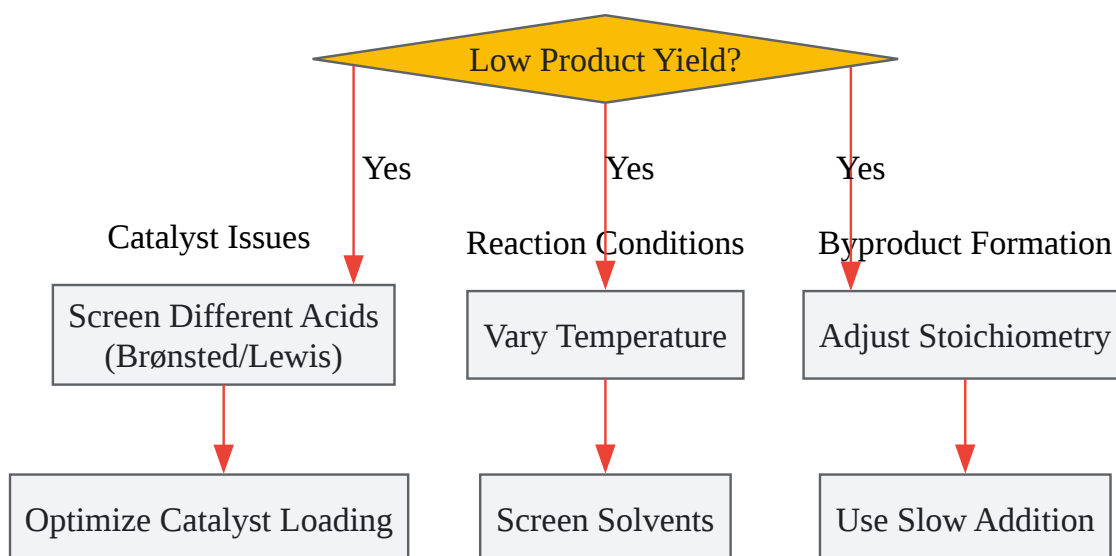 Low Product Yield?
Yes
Yes
Yes
Catalyst Issues
Reaction Conditions
Byproduct Formation
Screen Different Acids
(Brønsted/Lewis)
Vary Temperature
Adjust Stoichiometry
Optimize Catalyst Loading
Screen Solvents
Use Slow Addition